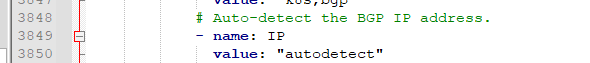 3847 value: "k8s,bgp"
3848 # Auto-detect the BGP IP address.
3849 - name: IP
3850 value: "autodetect"